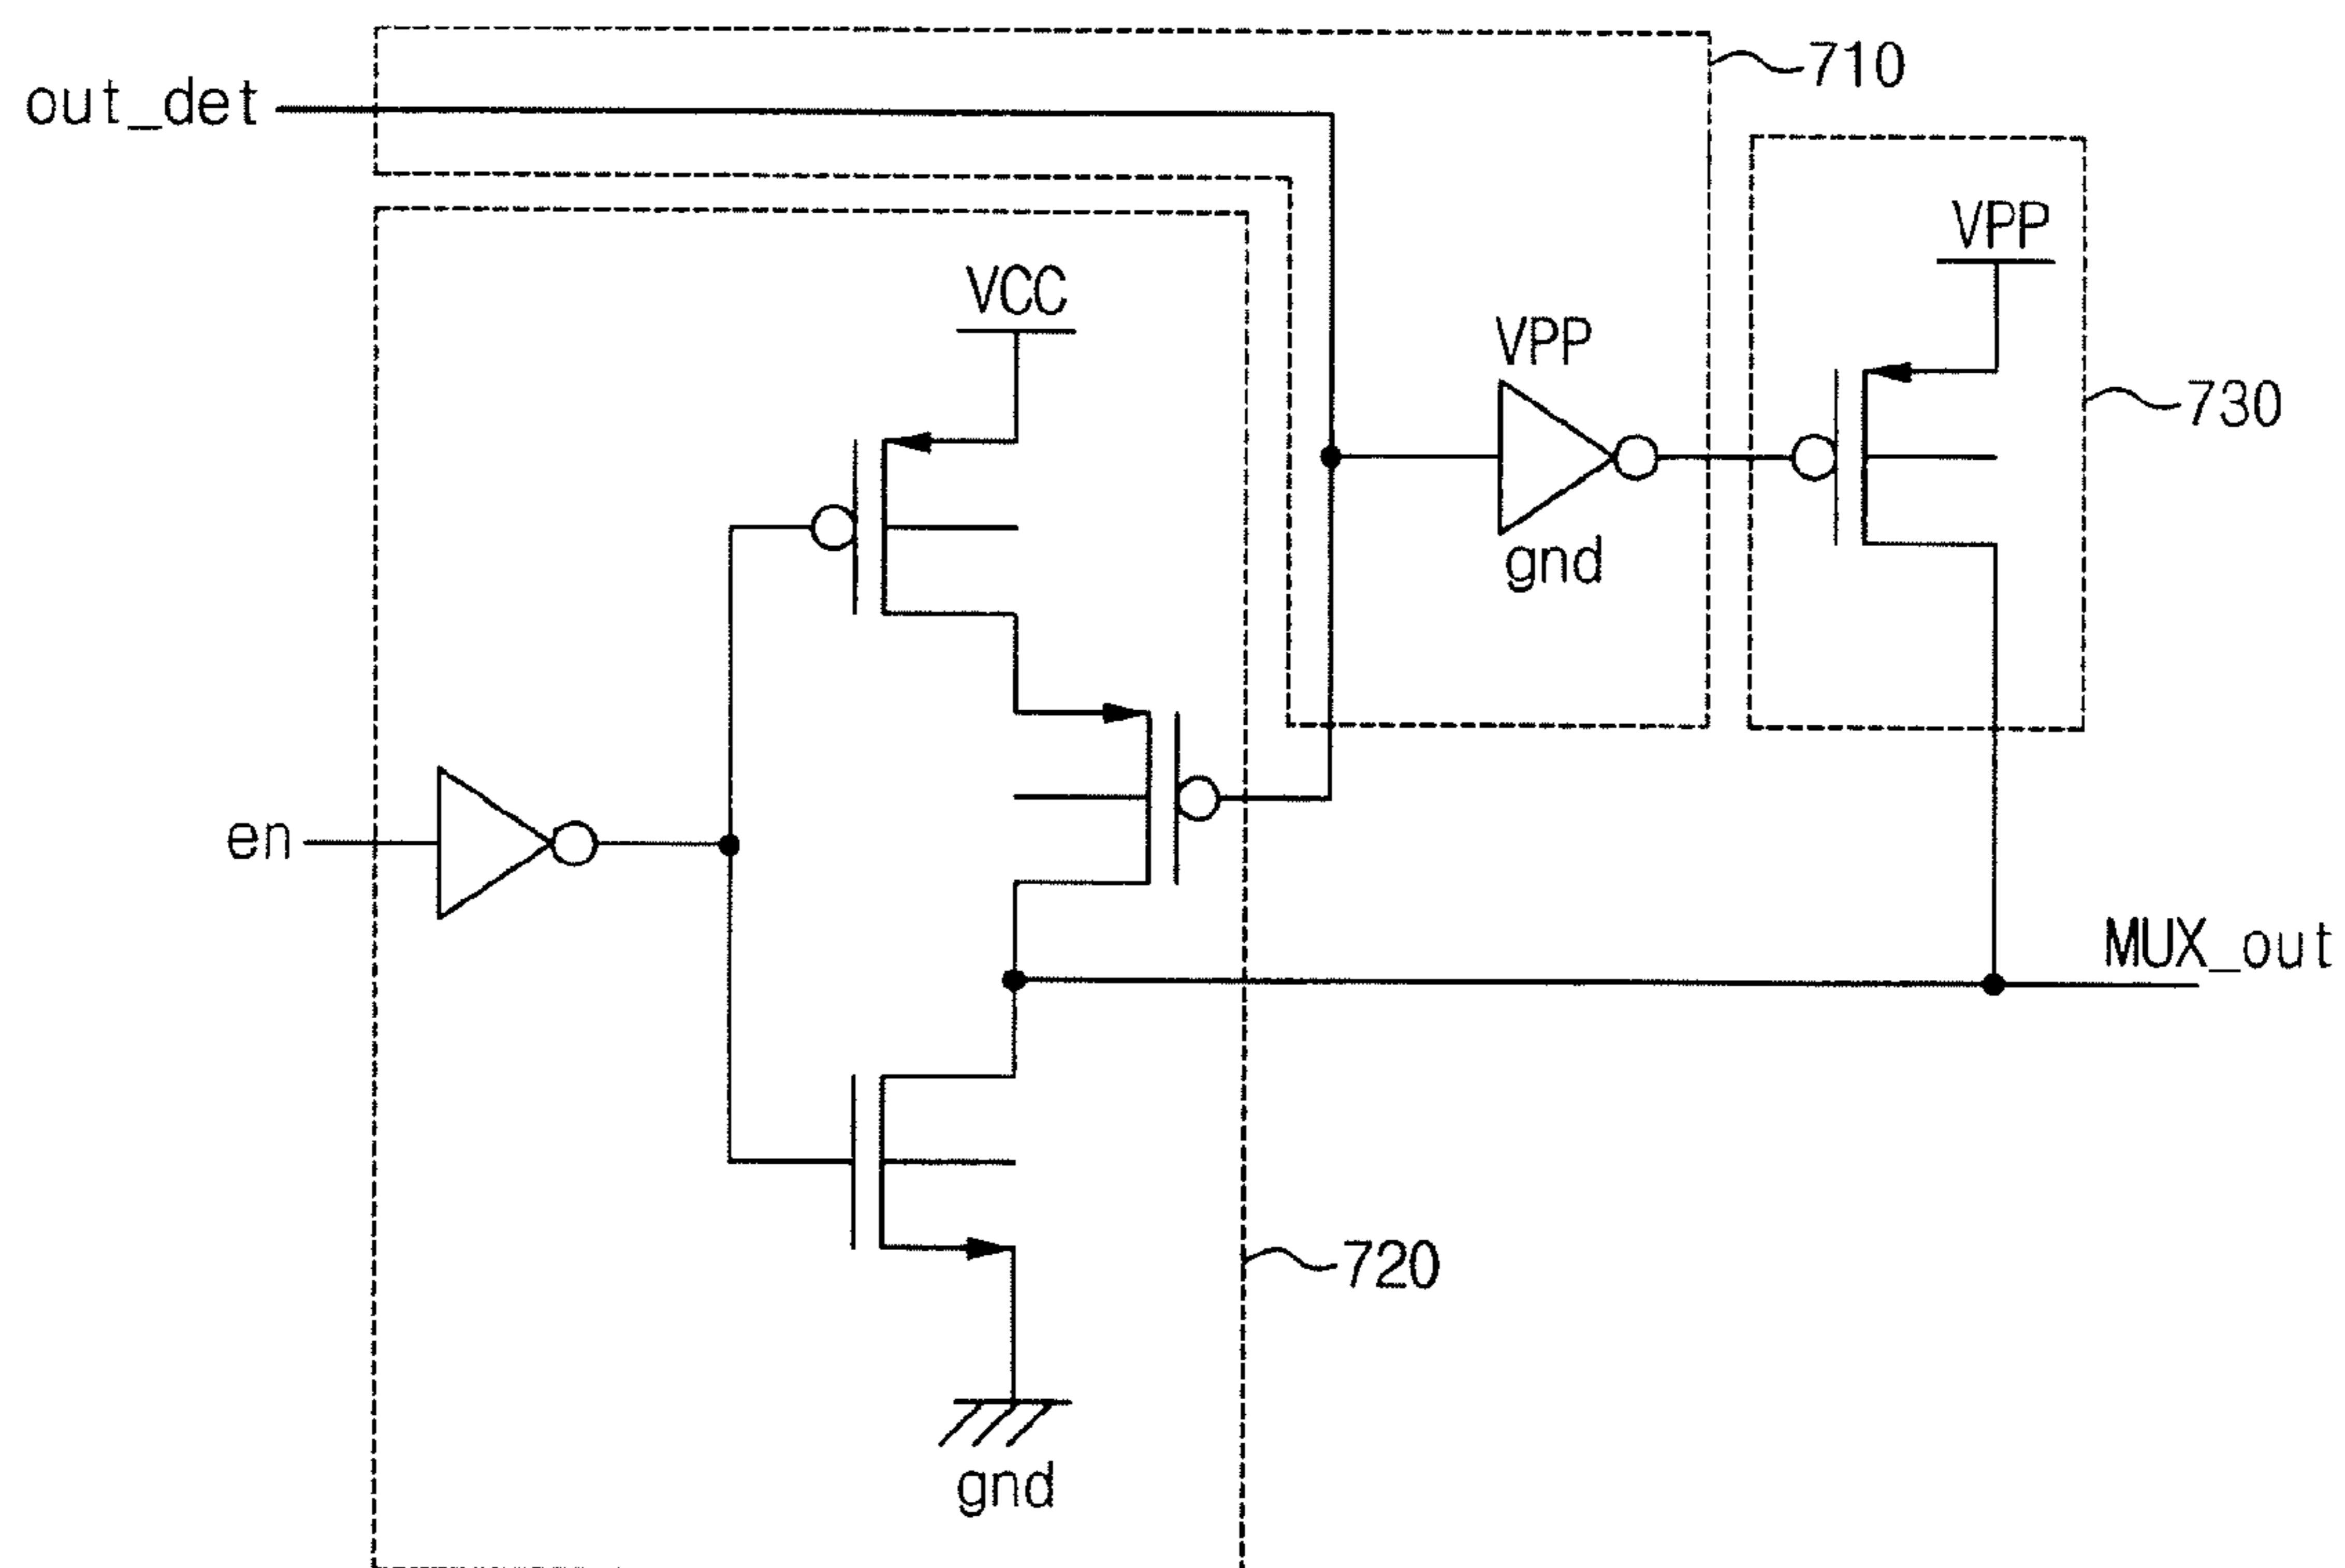 710
out_det
VPP
VCC
VPP
730
gnd
en
MUX_out
720
gnd